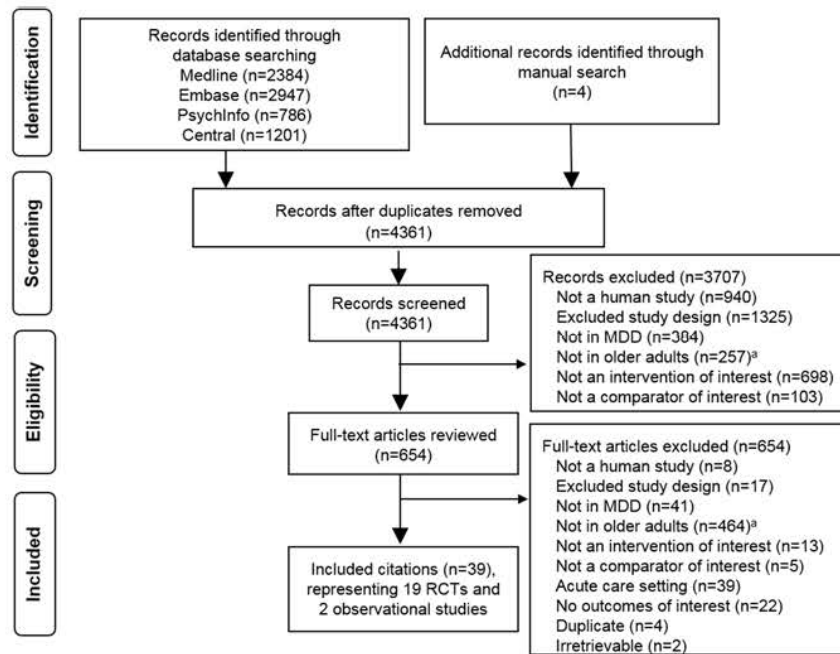 Identification
Records identified through
database searching
Medline (n=2384)
Embase (n=2947)
PsychInfo (n=786)
Central (n=1201)
Additional records identified through
manual search
(n=4)
Screening
Records after duplicates removed
(n=4361)
Records screened
(n=4361)
Records excluded (n=3707)
Not a human study (n=940)
Excluded study design (n=1325)
Not in MDD (n=384)
Not in older adults (n=257)ᵃ
Not an intervention of interest (n=698)
Not a comparator of interest (n=103)
Eligibility
Full-text articles reviewed
(n=654)
Full-text articles excluded (n=654)
Not a human study (n=8)
Excluded study design (n=17)
Not in MDD (n=41)
Not in older adults (n=464)ᵃ
Not an intervention of interest (n=13)
Not a comparator of interest (n=5)
Acute care setting (n=39)
No outcomes of interest (n=22)
Duplicate (n=4)
Irretrievable (n=2)
Included
Included citations (n=39),
representing 19 RCTs and
2 observational studies